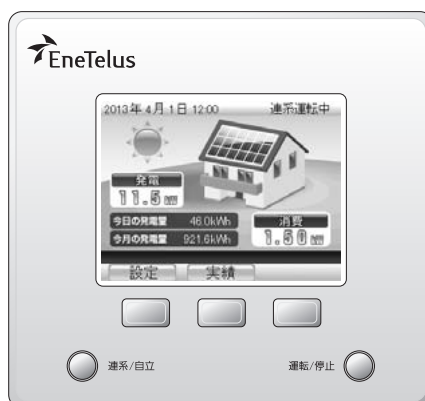 EneTelus
2013年 4月 1日 12:00 連系運転中
発電
11.5 kW
今日の発電量 46.0kWh
今月の発電量 921.6kWh
消費
1.50 kW
設定 実績
連系/自立 運転/停止